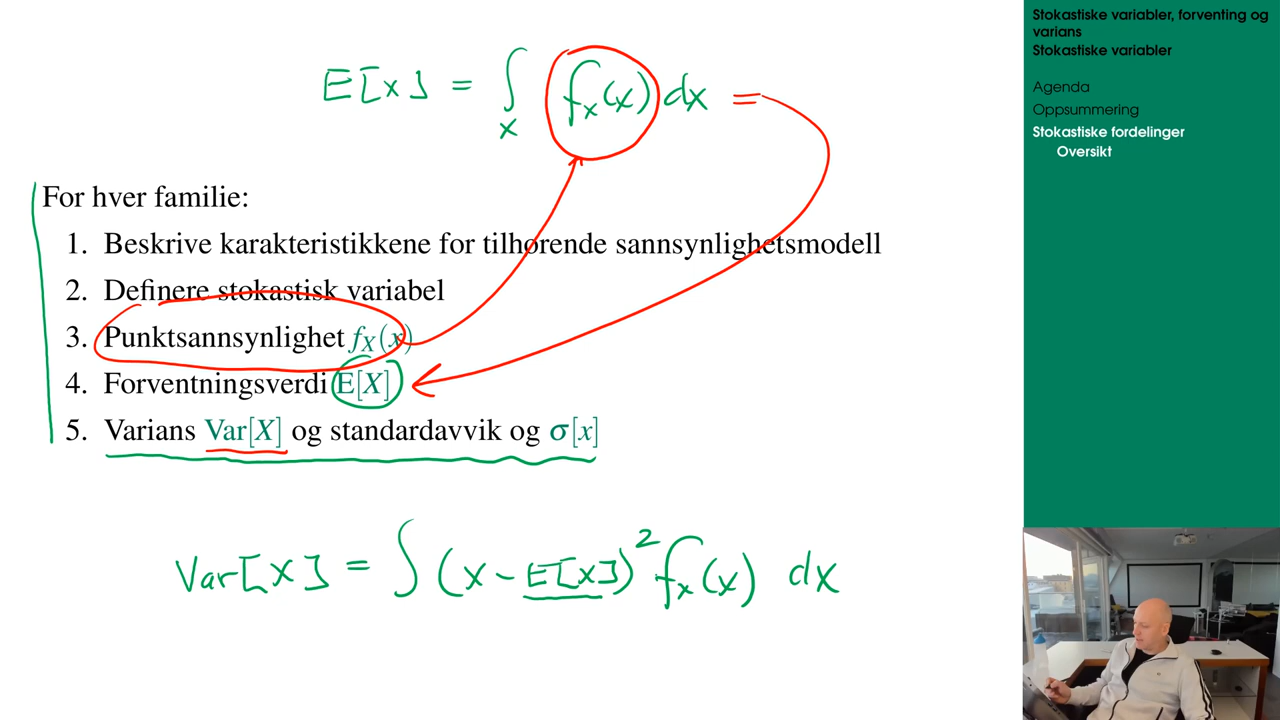 E[x] = ∫ₓ fₓ(x) dx =
For hver familie:
1. Beskrive karakteristikkene for tilhørende sannsynlighetsmodell
2. Definere stokastisk variabel
3. Punktsannsynlighet f_X(x)
4. Forventningsverdi E[X]
5. Varians Var[X] og standardavvik og σ[x]
Var[X] = ∫ (x - E[X])² fₓ(x) dx
Stokastiske variabler, forventing og
varians
Stokastiske variabler
Agenda
Oppsummering
Stokastiske fordelinger
Oversikt